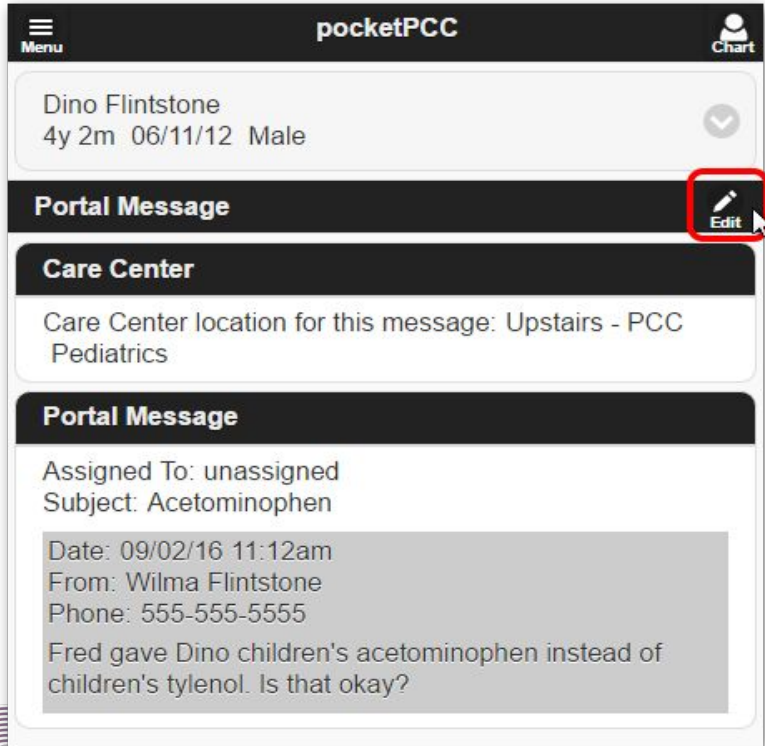 pocketPCC
Menu
Chart
Dino Flintstone
4y 2m 06/11/12 Male
Portal Message
Edit
Care Center
Care Center location for this message: Upstairs - PCC
Pediatrics
Portal Message
Assigned To: unassigned
Subject: Acetominophen
Date: 09/02/16 11:12am
From: Wilma Flintstone
Phone: 555-555-5555
Fred gave Dino children's acetominophen instead of
children's tylenol. Is that okay?